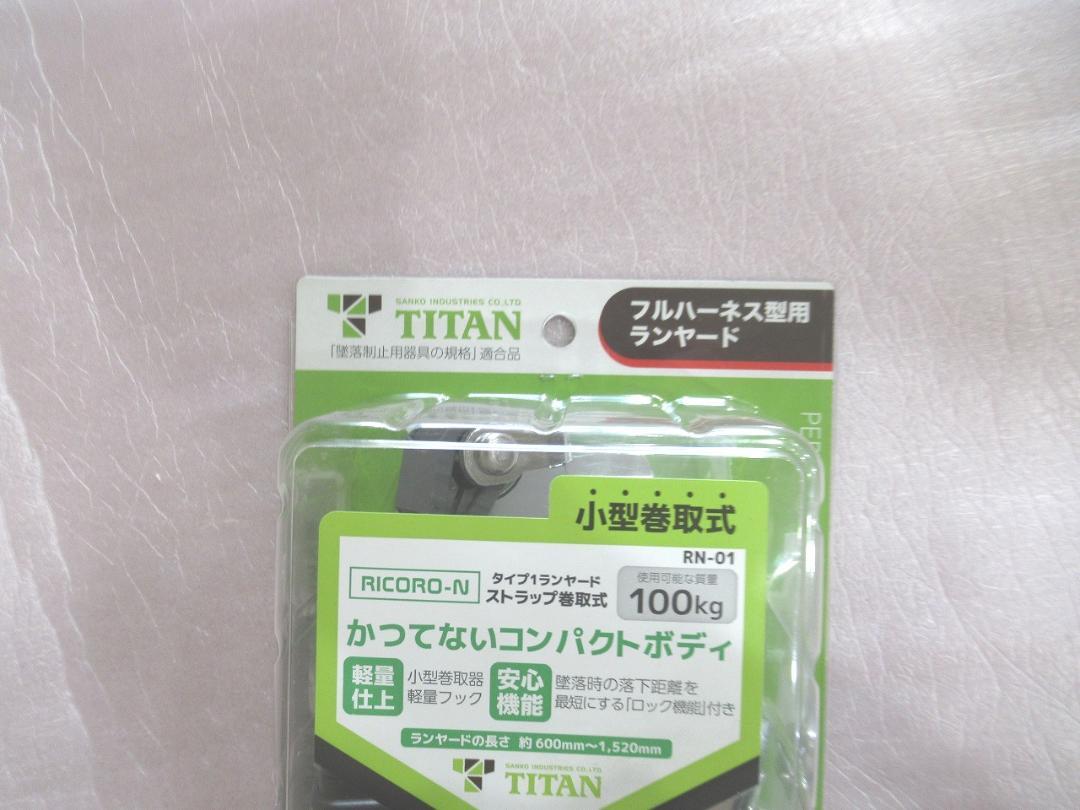 SANKO INDUSTRIES CO.,LTD
TITAN
「墜落制止用器具の規格」適合品
フルハーネス型用
ランヤード
小型巻取式
RN-01
RICORO-N
タイプ1ランヤード
ストラップ巻取式
使用可能な質量
100kg
かつてないコンパクトボディ
軽量
仕上
小型巻取器
軽量フック
安心
機能
墜落時の落下距離を
最短にする「ロック機能」付き
ランヤードの長さ 約600mm～1,520mm
SANKO INDUSTRIES CO.,LTD
TITAN